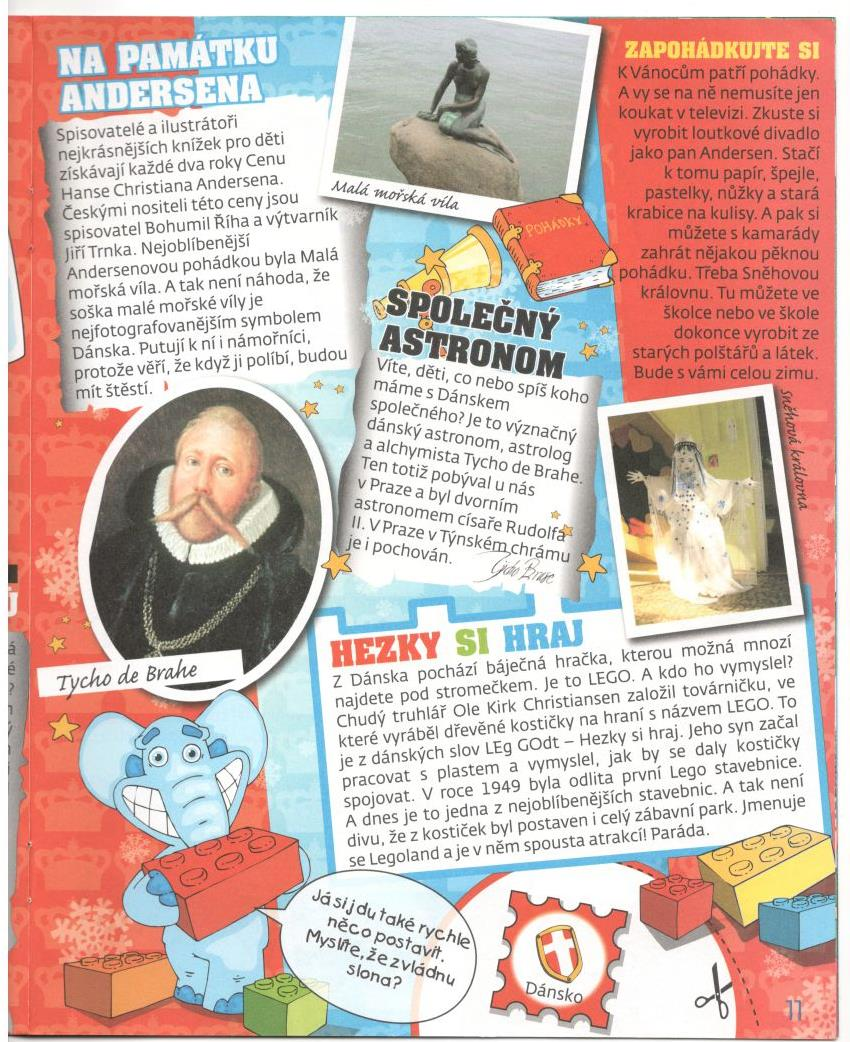 NA PAMÁTKU
ANDERSENA
Spisovatelé a ilustrátoři
nejkrásnějších knížek pro děti
získávají každé dva roky Cenu
Hanse Christiana Andersena.
Českými nositeli této ceny jsou
spisovatel Bohumil Říha a výtvarník
Jiří Trnka. Nejoblíbenější
Andersenovou pohádkou byla Malá
mořská víla. A tak není náhoda, že
soška malé mořské víly je
nejfotografovanějším symbolem
Dánska. Putují k ní i námořníci,
protože věří, že když ji políbí, budou
mít štěstí.
Malá mořská víla
POHÁDKY
ZAPOHÁDKUJTE SI
K Vánocům patří pohádky.
A vy se na ně nemusíte jen
koukat v televizi. Zkuste si
vyrobit loutkové divadlo
jako pan Andersen. Stačí
k tomu papír, špejle,
pastelky, nůžky a stará
krabice na kulisy. A pak si
můžete s kamarády
zahrát nějakou pěknou
pohádku. Třeba Sněhovou
královnu. Tu můžete ve
školce nebo ve škole
dokonce vyrobit ze
starých polštářů a látek.
Bude s vámi celou zimu.
Sněhová královna
SPOLEČNÝ
ASTRONOM
Víte, děti, co nebo spíš koho
máme s Dánskem
společného? Je to význačný
dánský astronom, astrolog
a alchymista Tycho de Brahe.
Ten totiž pobýval u nás
v Praze a byl dvorním
astronomem císaře Rudolfa
II. V Praze v Týnském chrámu
je i pochován.
Tycho Brahe
Tycho de Brahe
HEZKY SI HRAJ
Z Dánska pochází báječná hračka, kterou možná mnozí
najdete pod stromečkem. Je to LEGO. A kdo ho vymyslel?
Chudý truhlář Ole Kirk Christiansen založil továrničku, ve
které vyráběl dřevěné kostičky na hraní s názvem LEGO. To
je z dánských slov LEg GOdt – Hezky si hraj. Jeho syn začal
pracovat s plastem a vymyslel, jak by se daly kostičky
spojovat. V roce 1949 byla odlita první Lego stavebnice.
A dnes je to jedna z nejoblíbenějších stavebnic. A tak není
divu, že z kostiček byl postaven i celý zábavní park. Jmenuje
se Legoland a je v něm spousta atrakcí! Paráda.
Já si jdu také rychle
něco postavit.
Myslíte, že zvládnu
slona?
Dánsko
11